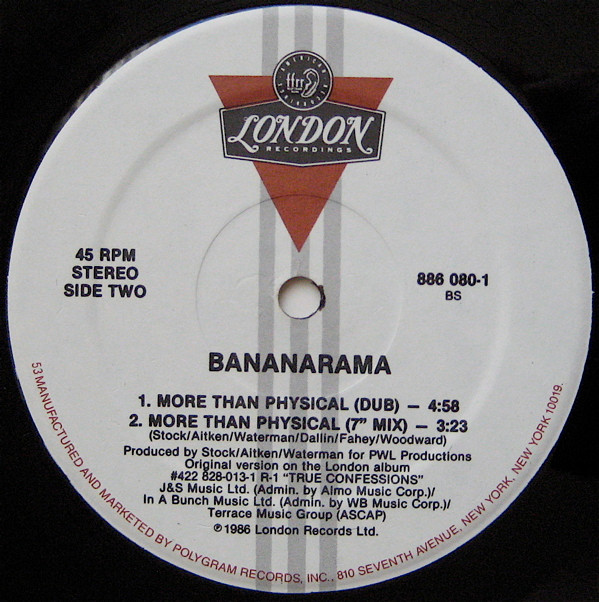 AMERICAN
ffrr
RECORDINGS
LONDON
RECORDINGS
45 RPM
STEREO
SIDE TWO
886 080-1
BS
BANANARAMA
1. MORE THAN PHYSICAL (DUB) — 4:58
2. MORE THAN PHYSICAL (7" MIX) — 3:23
(Stock/Aitken/Waterman/Dallin/Fahey/Woodward)
Produced by Stock/Aitken/Waterman for PWL Productions
Original version on the London album
#422 828-013-1 R-1 "TRUE CONFESSIONS"
J&S Music Ltd. (Admin. by Almo Music Corp.)/
In A Bunch Music Ltd. (Admin. by WB Music Corp.)/
Terrace Music Group (ASCAP)
℗1986 London Records Ltd.
53 MANUFACTURED AND MARKETED BY POLYGRAM RECORDS, INC., 810 SEVENTH AVENUE, NEW YORK, NEW YORK 10019.